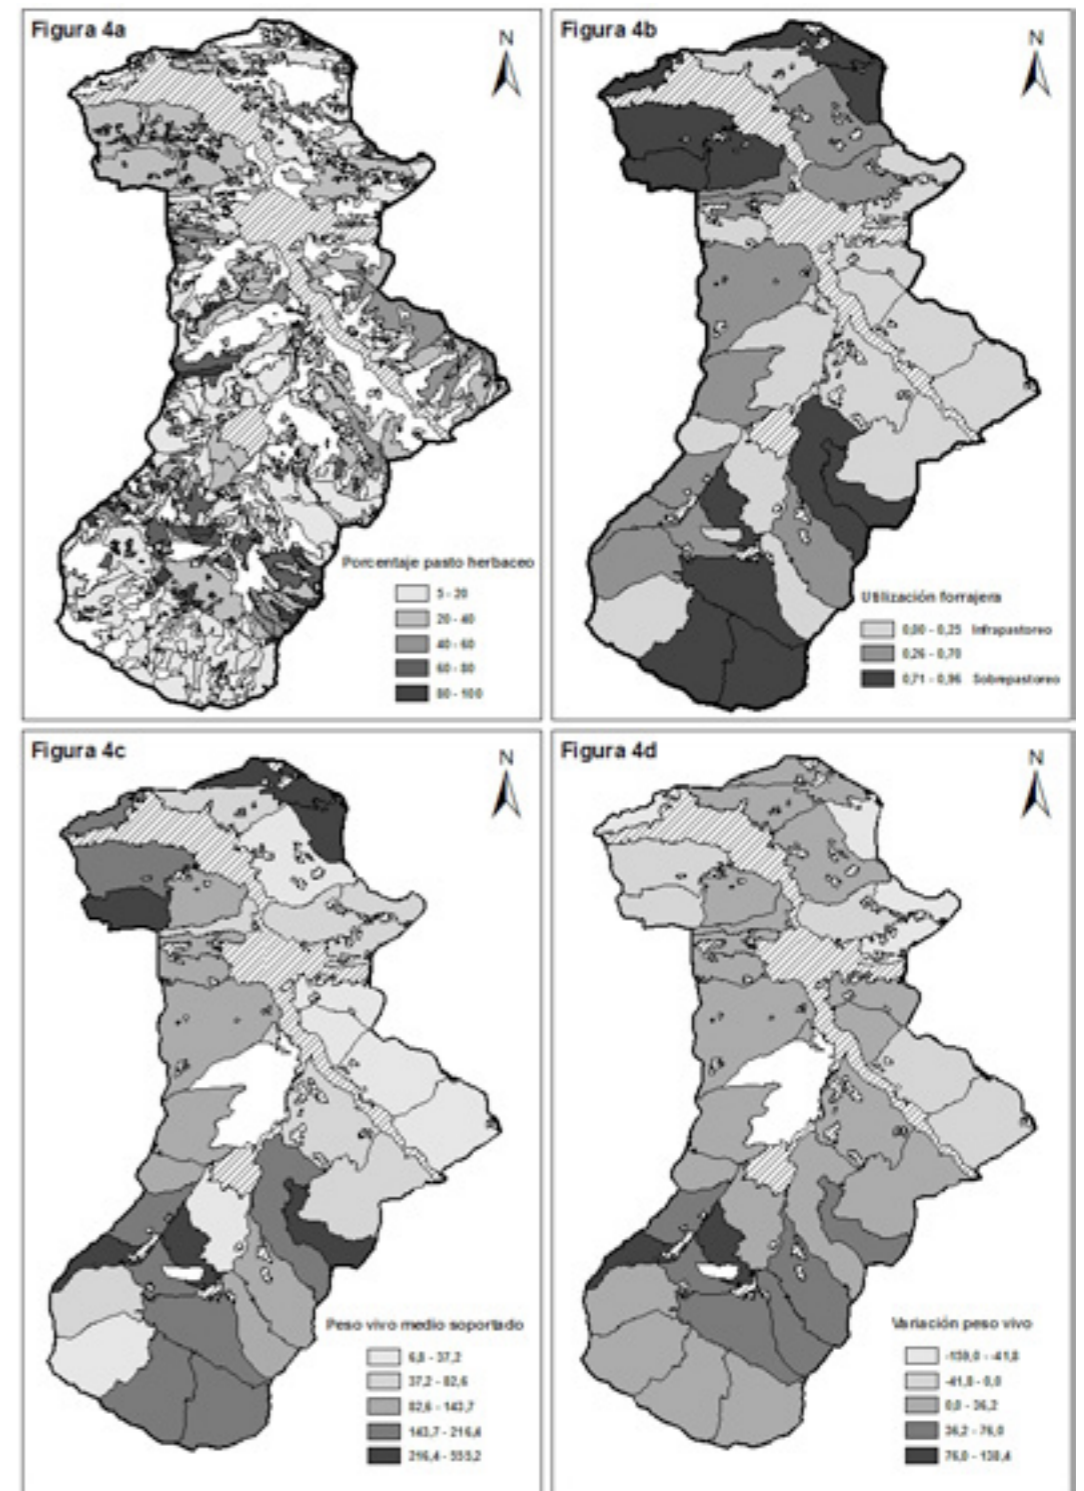 Figura 4a
N
Porcentaje pasto herbaceo
5 - 20
20 - 40
40 - 60
60 - 80
80 - 100
Figura 4b
N
Utilización forrajera
0,00 - 0,25 Infrapastoreo
0,26 - 0,70
0,71 - 0,96 Sobrepastoreo
Figura 4c
N
Peso vivo medio soportado
6,8 - 37,2
37,2 - 82,6
82,6 - 143,7
143,7 - 216,4
216,4 - 555,2
Figura 4d
N
Variación peso vivo
-139,0 - -41,8
-41,8 - 0,0
0,0 - 36,2
36,2 - 76,0
76,0 - 138,4